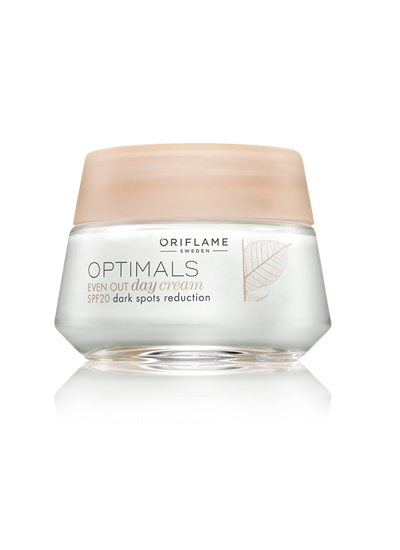 ORIFLAME
SWEDEN
OPTIMALS
EVEN OUT day cream
SPF20 dark spots reduction